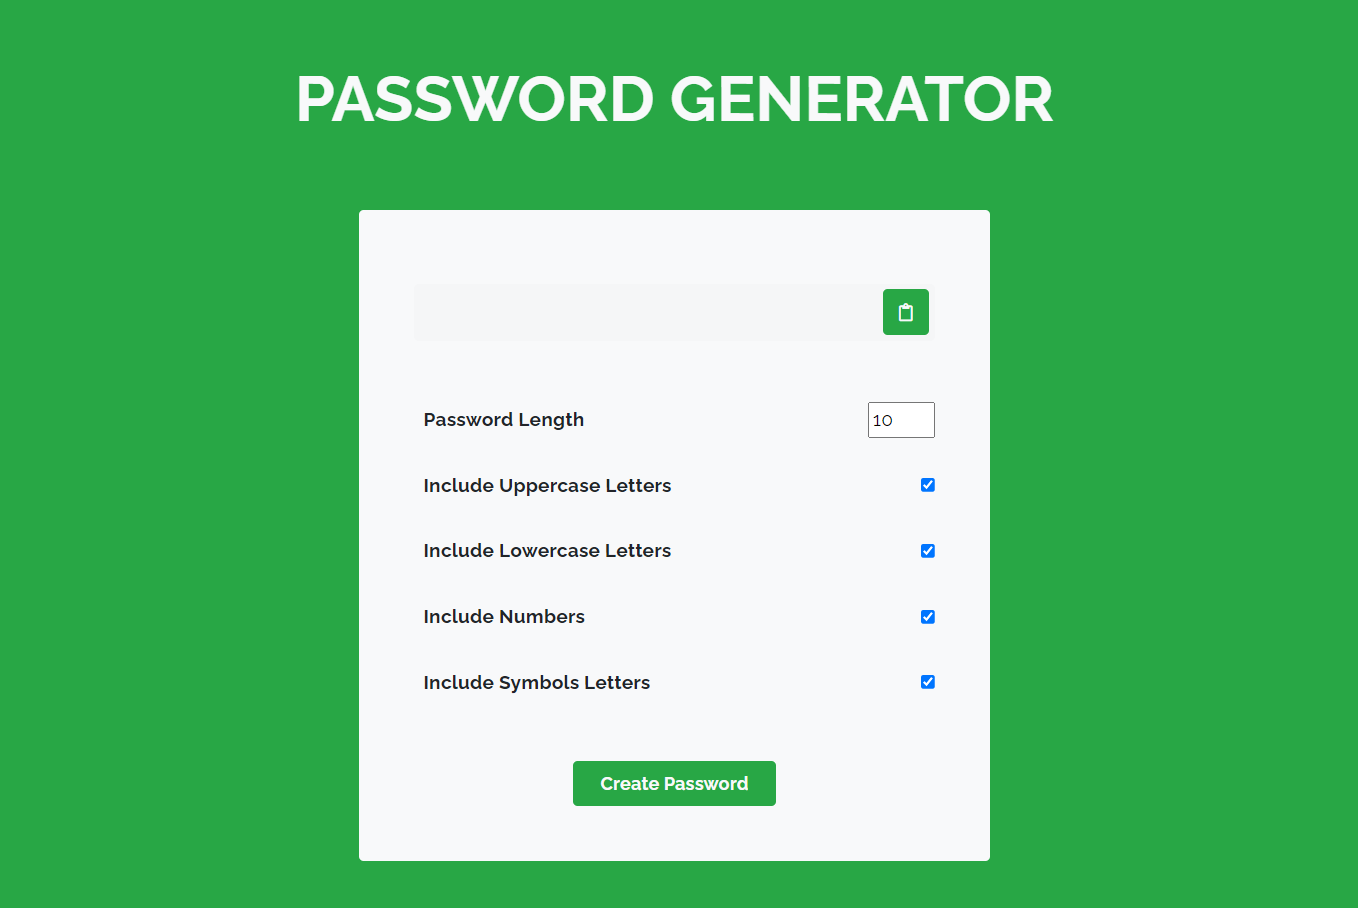 PASSWORD GENERATOR
Password Length 10
Include Uppercase Letters
Include Lowercase Letters
Include Numbers
Include Symbols Letters
Create Password